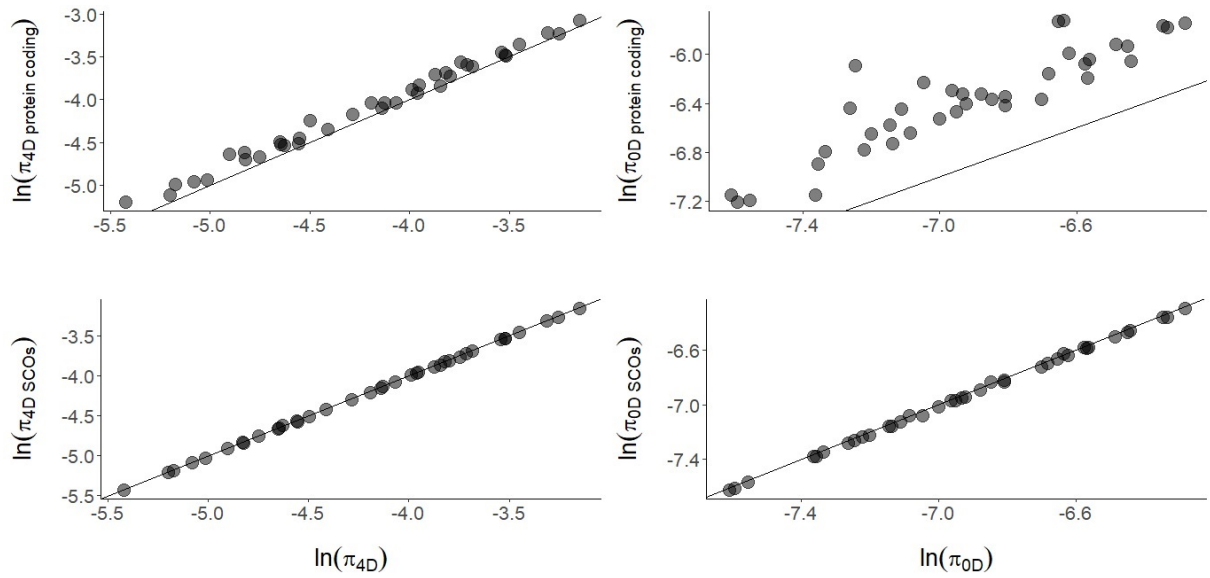 ln(π4D protein coding)
-3.0
-3.5
-4.0
-4.5
-5.0
-5.5 -5.0 -4.5 -4.0 -3.5
ln(π0D protein coding)
-6.0
-6.4
-6.8
-7.2
-7.4 -7.0 -6.6
ln(π4D SCOs)
-3.5
-4.0
-4.5
-5.0
-5.5
-5.5 -5.0 -4.5 -4.0 -3.5
ln(π4D)
ln(π0D SCOs)
-6.6
-7.0
-7.4
-7.4 -7.0 -6.6
ln(π0D)